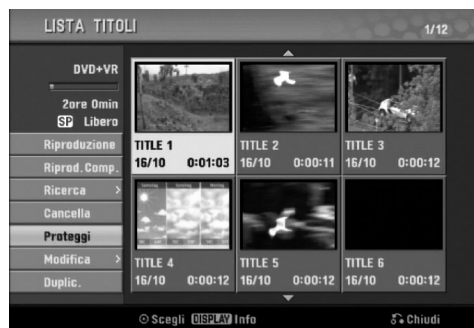 LISTA TITOLI
1/12
DVD+VR
2ore 0min
SP Libero
Riproduzione
Riprod.Comp.
Ricerca >
Cancella
Proteggi
Modifica >
Duplic.
TITLE 1
16/10 0:01:03
TITLE 2
16/10 0:00:11
TITLE 3
16/10 0:00:12
TITLE 4
16/10 0:00:12
TITLE 5
16/10 0:00:12
TITLE 6
16/10 0:00:12
Scegli DISPLAY Info
Chiudi